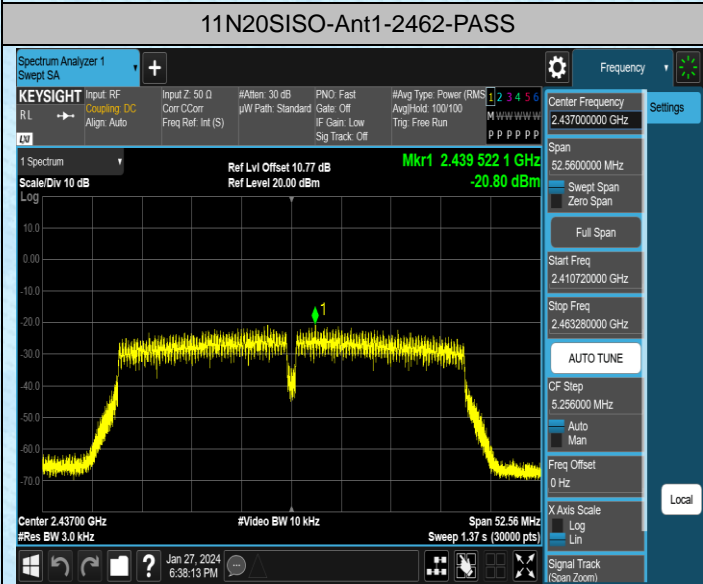 11N20SISO-Ant1-2462-PASS
Spectrum Analyzer 1
Swept SA
+
Frequency
KEYSIGHT
RL
LXI
Input: RF
Coupling: DC
Align: Auto
Input Z: 50 Ω
Corr CCorr
Freq Ref: Int (S)
#Atten: 30 dB
µW Path: Standard
PNO: Fast
Gate: Off
IF Gain: Low
Sig Track: Off
#Avg Type: Power (RMS
Avg|Hold: 100/100
Trig: Free Run
1 2 3 4 5 6
M W W W W W
P P P P P P
1 Spectrum
Scale/Div 10 dB
Ref Lvl Offset 10.77 dB
Ref Level 20.00 dBm
Mkr1 2.439 522 1 GHz
-20.80 dBm
Log
10.0
0.00
-10.0
-20.0
-30.0
-40.0
-50.0
-60.0
-70.0
1
Center 2.43700 GHz
#Res BW 3.0 kHz
#Video BW 10 kHz
Span 52.56 MHz
Sweep 1.37 s (30000 pts)
Center Frequency
2.437000000 GHz
Span
52.5600000 MHz
Swept Span
Zero Span
Full Span
Start Freq
2.410720000 GHz
Stop Freq
2.463280000 GHz
AUTO TUNE
CF Step
5.256000 MHz
Auto
Man
Freq Offset
0 Hz
X Axis Scale
Log
Lin
Signal Track
(Span Zoom)
Settings
Local
?
Jan 27, 2024
6:38:13 PM